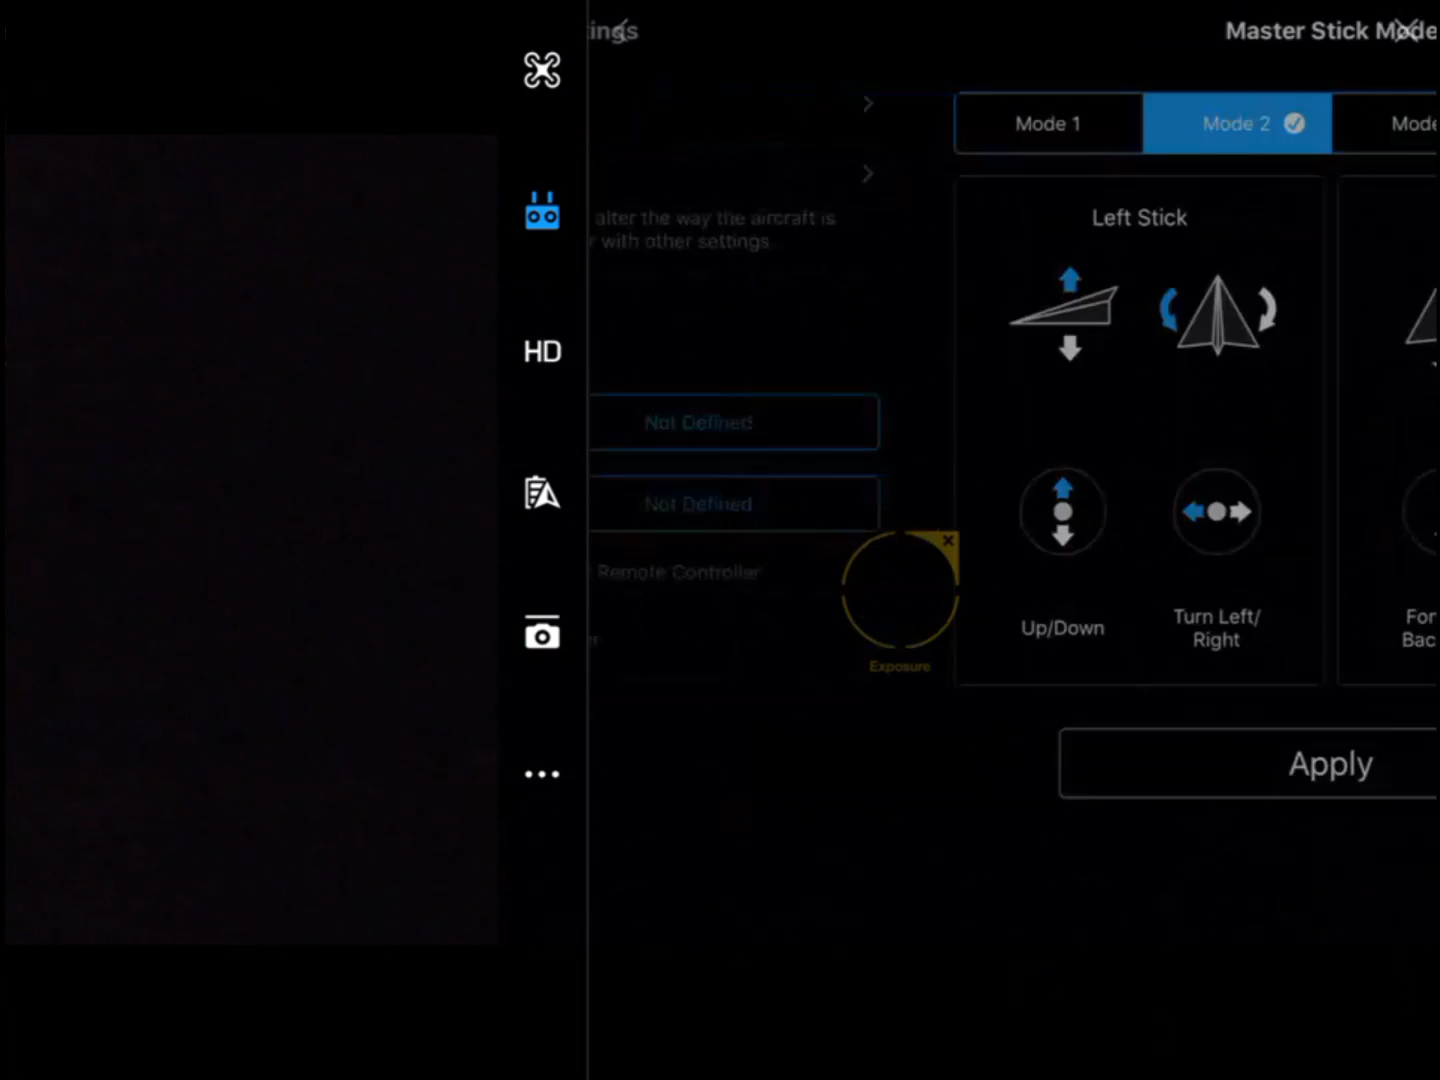 ings
Master Stick Mode
Mode 1
Mode 2
Mode
alter the way the aircraft is
r with other settings
Left Stick
HD
Not Defined
Not Defined
Remote Controller
er
Exposure
Up/Down
Turn Left/
Right
For
Bac
Apply